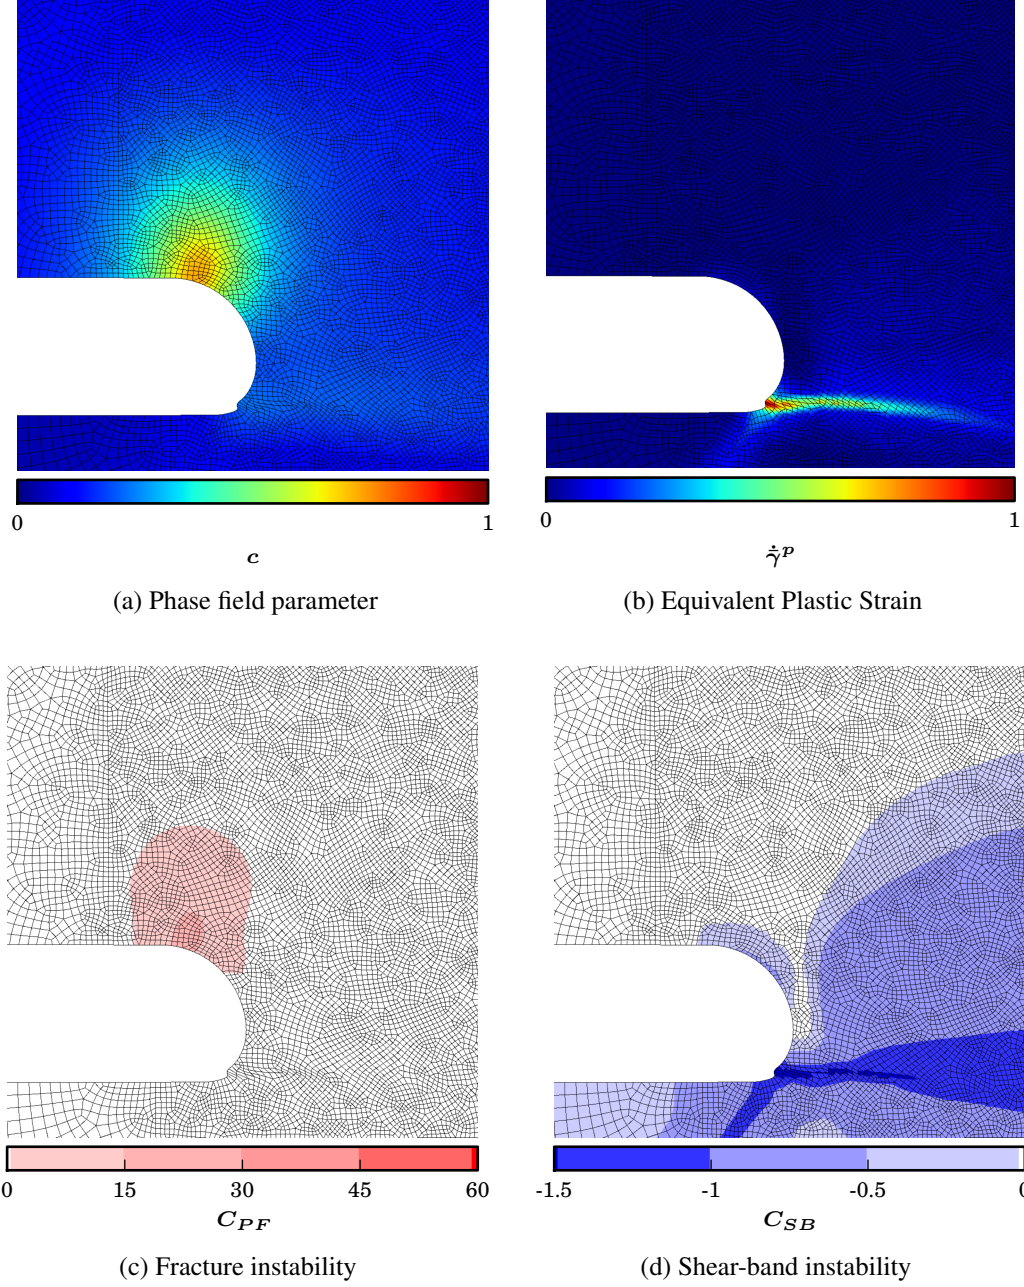 0 1
c
(a) Phase field parameter
0 1
γ̄̇ᵖ
(b) Equivalent Plastic Strain
0 15 30 45 60
C_PF
(c) Fracture instability
-1.5 -1 -0.5 0
C_SB
(d) Shear-band instability